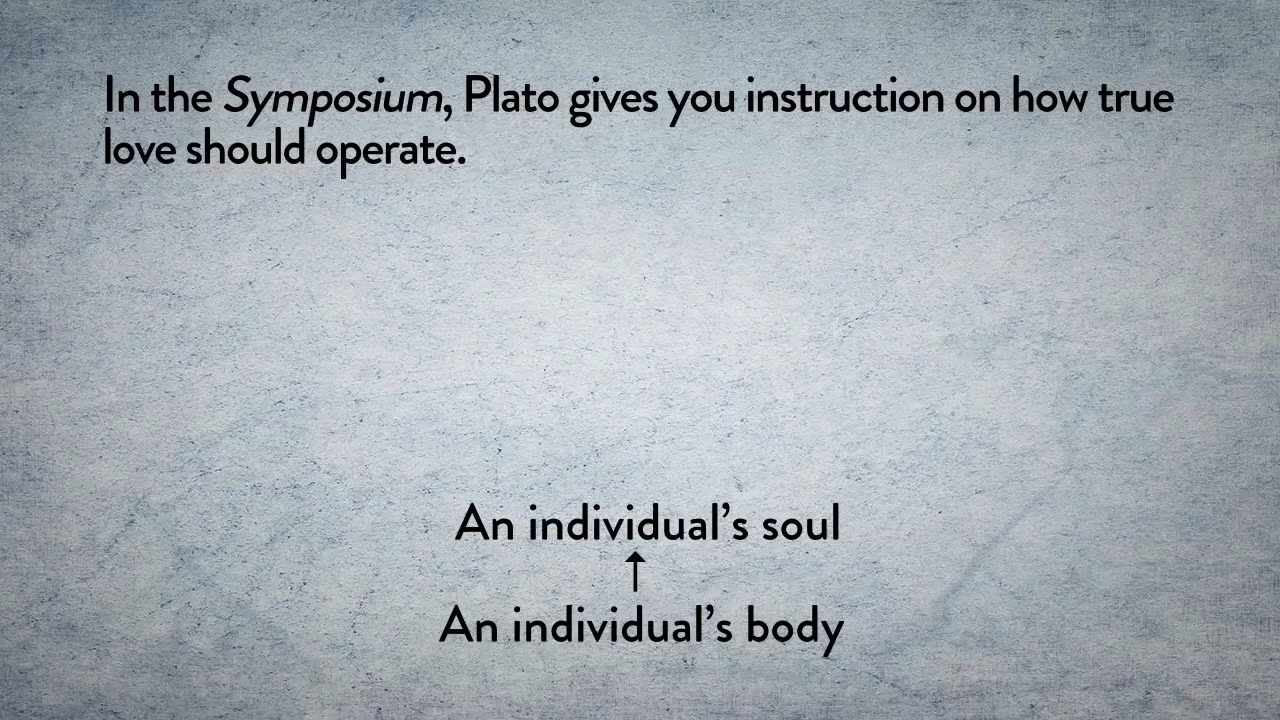 In the Symposium, Plato gives you instruction on how true
love should operate.
An individual’s soul
↑
An individual’s body